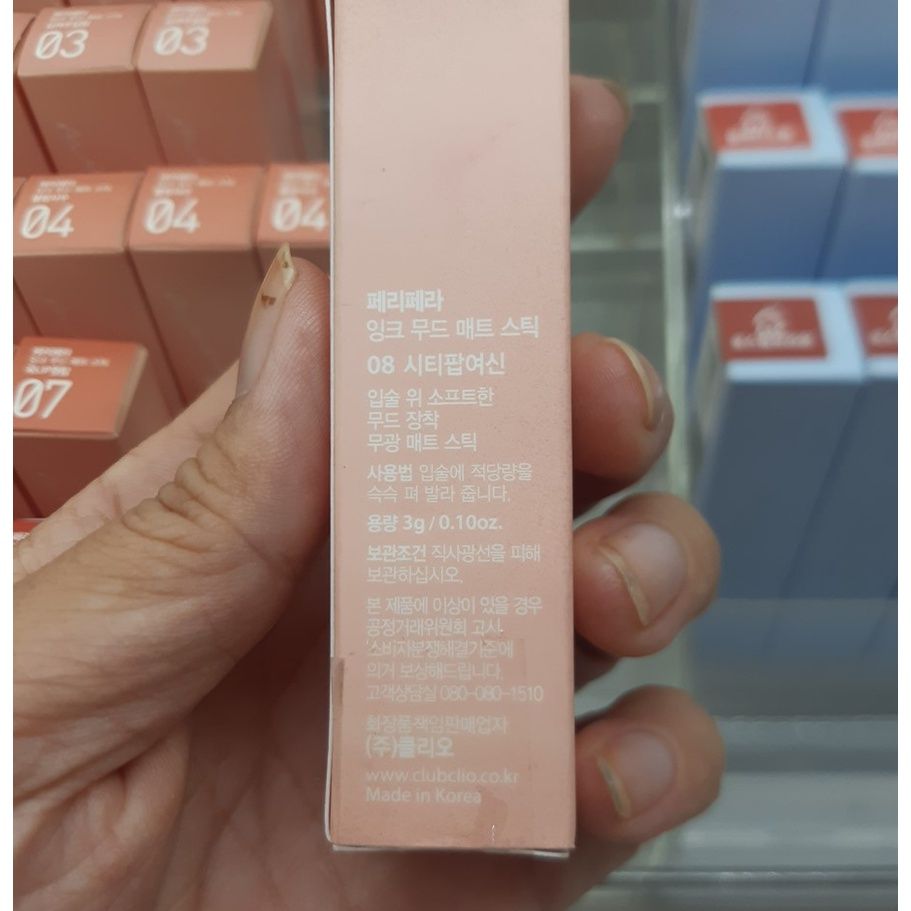 03
03
04
04
04
07
페리페라
잉크 무드 매트 스틱
08 시티팝여신
입술 위 소프트한
무드 장착
무광 매트 스틱
사용법 입술에 적당량을
슥슥 펴 발라 줍니다.
용량 3g / 0.10oz.
보관조건 직사광선을 피해
보관하십시오.
본 제품에 이상이 있을 경우
공정거래위원회 고시
'소비자분쟁해결기준'에
의거 보상해드립니다.
고객상담실 080-080-1510
화장품책임판매업자
(주)클리오
www.clubclio.co.kr
Made in Korea